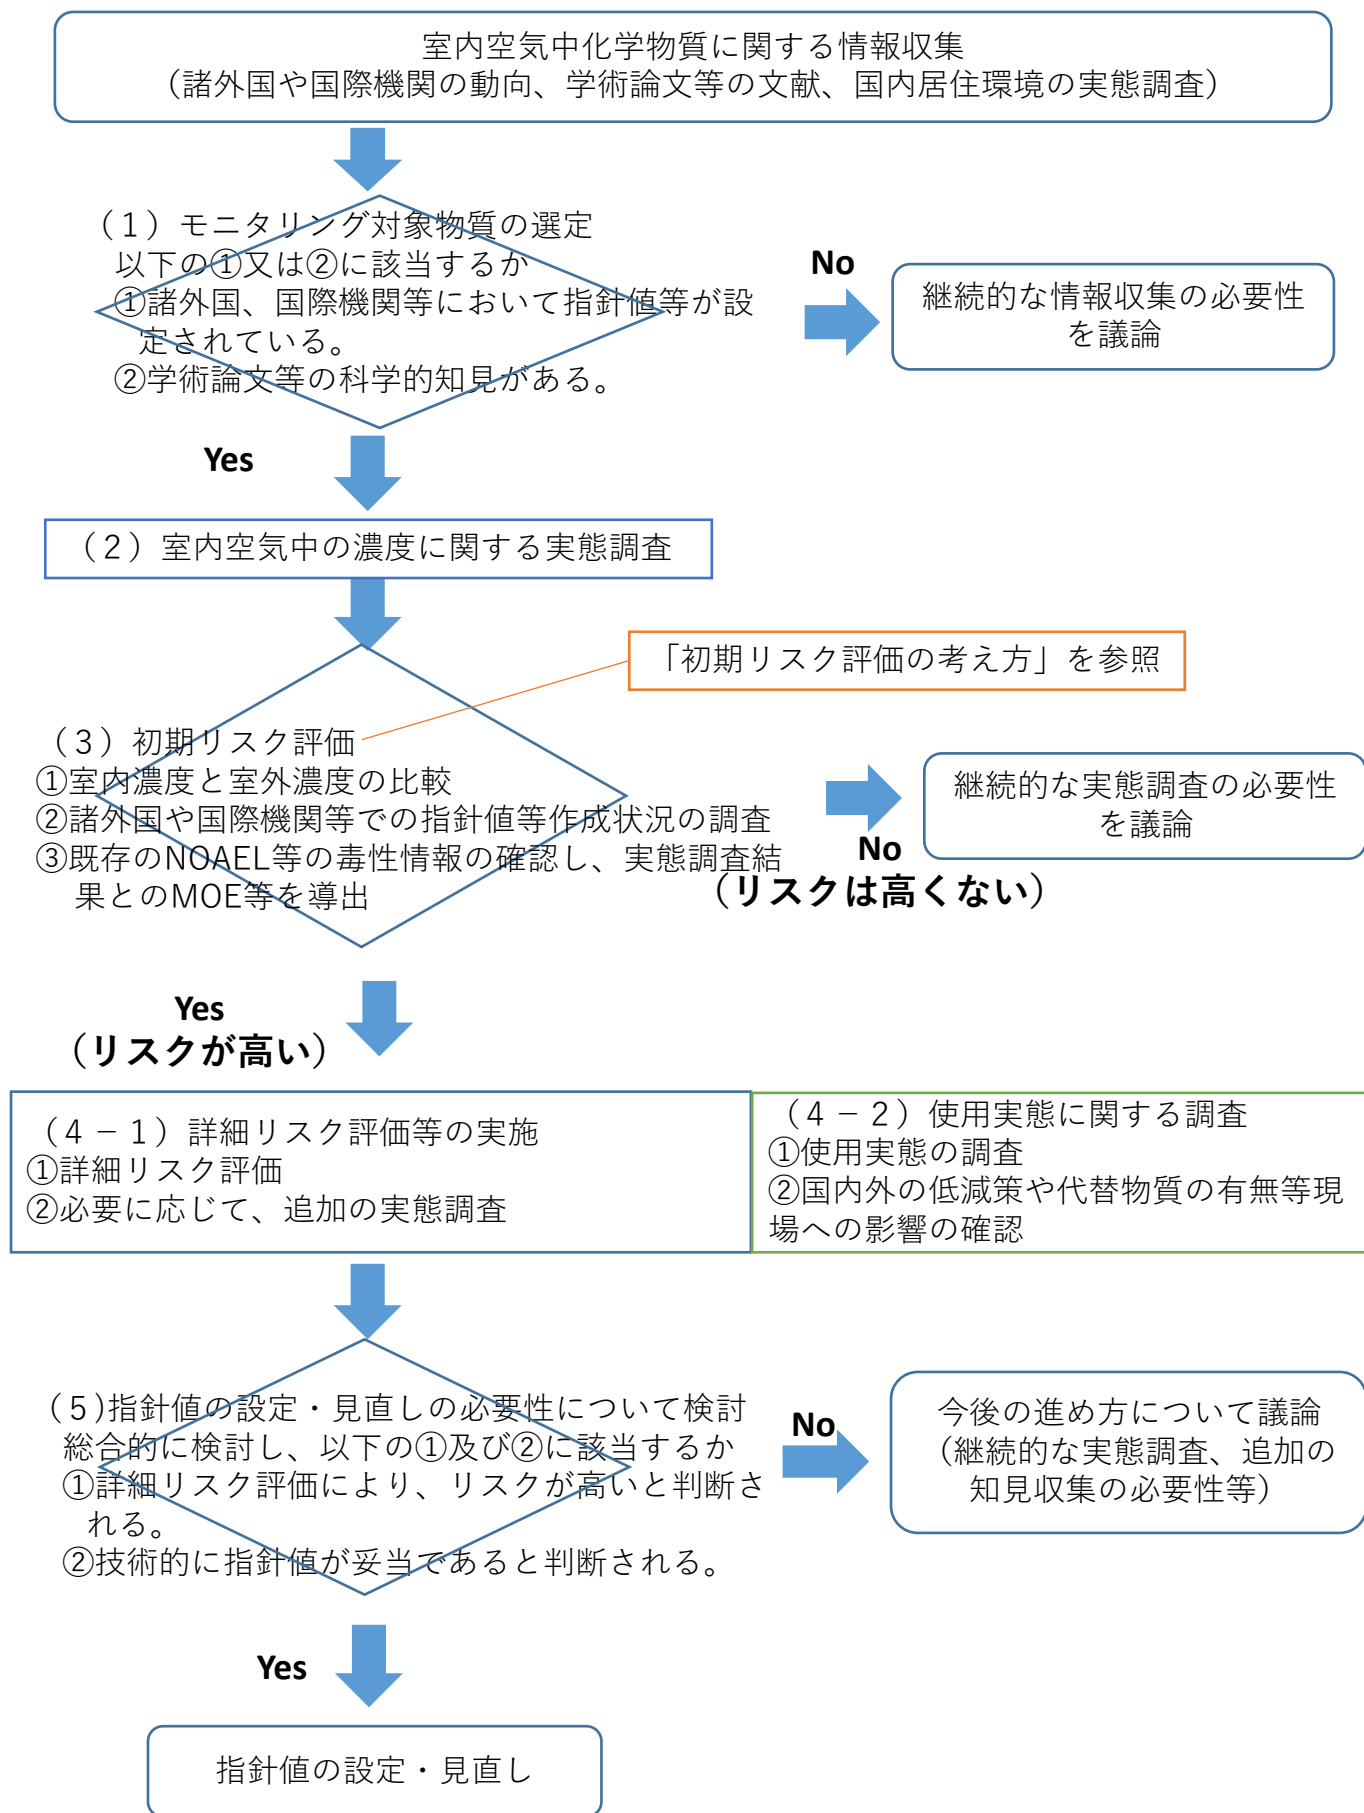 室内空気中化学物質に関する情報収集
（諸外国や国際機関の動向、学術論文等の文献、国内居住環境の実態調査）
（１）モニタリング対象物質の選定
以下の①又は②に該当するか
①諸外国、国際機関等において指針値等が設
定されている。
②学術論文等の科学的知見がある。
No
継続的な情報収集の必要性
を議論
Yes
（２）室内空気中の濃度に関する実態調査
「初期リスク評価の考え方」を参照
（３）初期リスク評価
①室内濃度と室外濃度の比較
②諸外国や国際機関等での指針値等作成状況の調査
③既存のNOAEL等の毒性情報の確認し、実態調査結
果とのMOE等を導出
No
（リスクは高くない）
継続的な実態調査の必要性
を議論
Yes
（リスクが高い）
（４－１）詳細リスク評価等の実施
①詳細リスク評価
②必要に応じて、追加の実態調査
（４－２）使用実態に関する調査
①使用実態の調査
②国内外の低減策や代替物質の有無等現
場への影響の確認
（５)指針値の設定・見直しの必要性について検討
総合的に検討し、以下の①及び②に該当するか
①詳細リスク評価により、リスクが高いと判断さ
れる。
②技術的に指針値が妥当であると判断される。
No
今後の進め方について議論
（継続的な実態調査、追加の
知見収集の必要性等）
Yes
指針値の設定・見直し